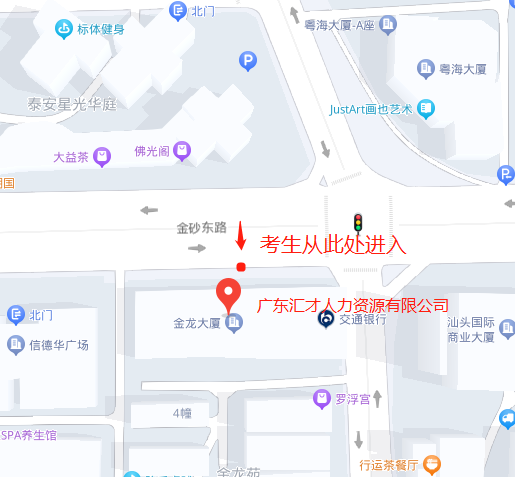 北门
标体健身
粤海大厦-A座
粤海大厦
泰安星光华庭
JustArt画也艺术
大益茶
佛光阁
期国
金砂东路
考生从此处进入
广东汇才人力资源有限公司
北门
金龙大厦
交通银行
汕头国际
商业大厦
信德华广场
罗浮宫
4幢
SPA养生馆
行运茶餐厅
金龙苑